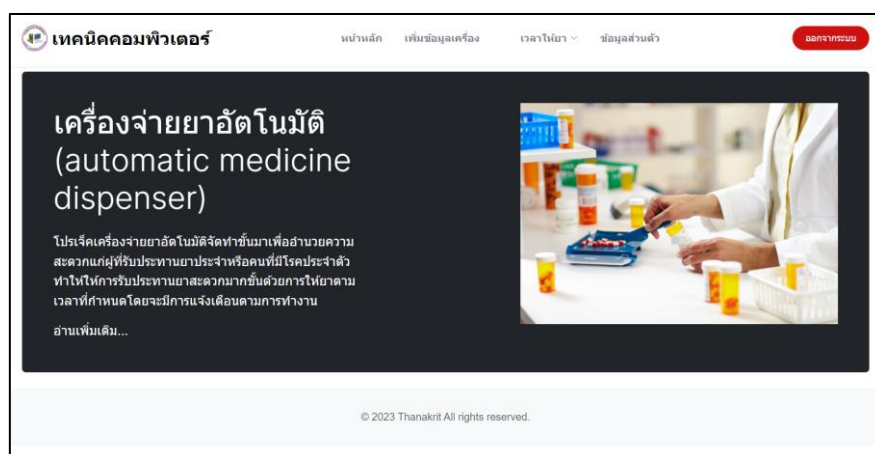 เทคนิคคอมพิวเตอร์
หน้าหลัก เพิ่มข้อมูลเครื่อง เวลาให้ยา ข้อมูลส่วนตัว ออกจากระบบ
เครื่องจ่ายยาอัตโนมัติ
(automatic medicine
dispenser)
โปรเจ็คเครื่องจ่ายยาอัตโนมัติจัดทำขึ้นมาเพื่ออำนวยความ
สะดวกแก่ผู้ที่รับประทานยาประจำหรือคนที่มีโรคประจำตัว
ทำให้ให้การรับประทานยาสะดวกมากขึ้นด้วยการให้ยาตาม
เวลาที่กำหนดโดยจะมีการแจ้งเตือนตามการทำงาน
อ่านเพิ่มเติม...
© 2023 Thanakrit All rights reserved.